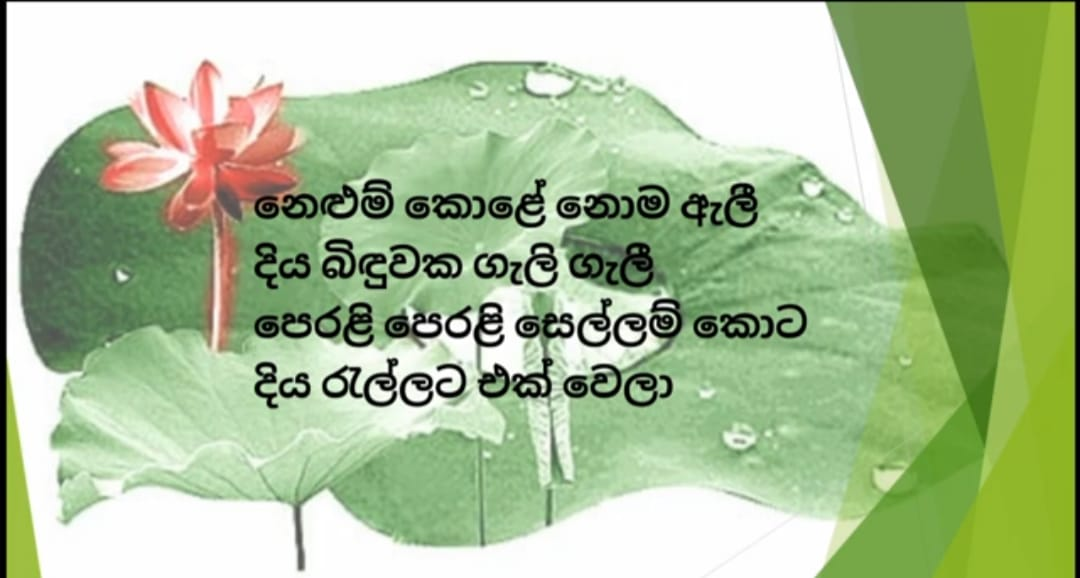 නෙළුම් කොළේ නොම ඇලී
දිය බිඳුවක ගැලි ගැලී
පෙරළි පෙරළි සෙල්ලම් කොට
දිය රැල්ලට එක් වෙලා